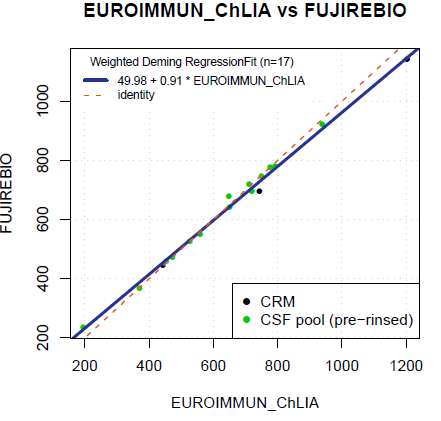 EUROIMMUN_ChLIA vs FUJIREBIO
Weighted Deming RegressionFit (n=17)
49.98 + 0.91 * EUROIMMUN_ChLIA
identity
FUJIREBIO
1000
800
600
400
200
CRM
CSF pool (pre-rinsed)
200 400 600 800 1000 1200
EUROIMMUN_ChLIA